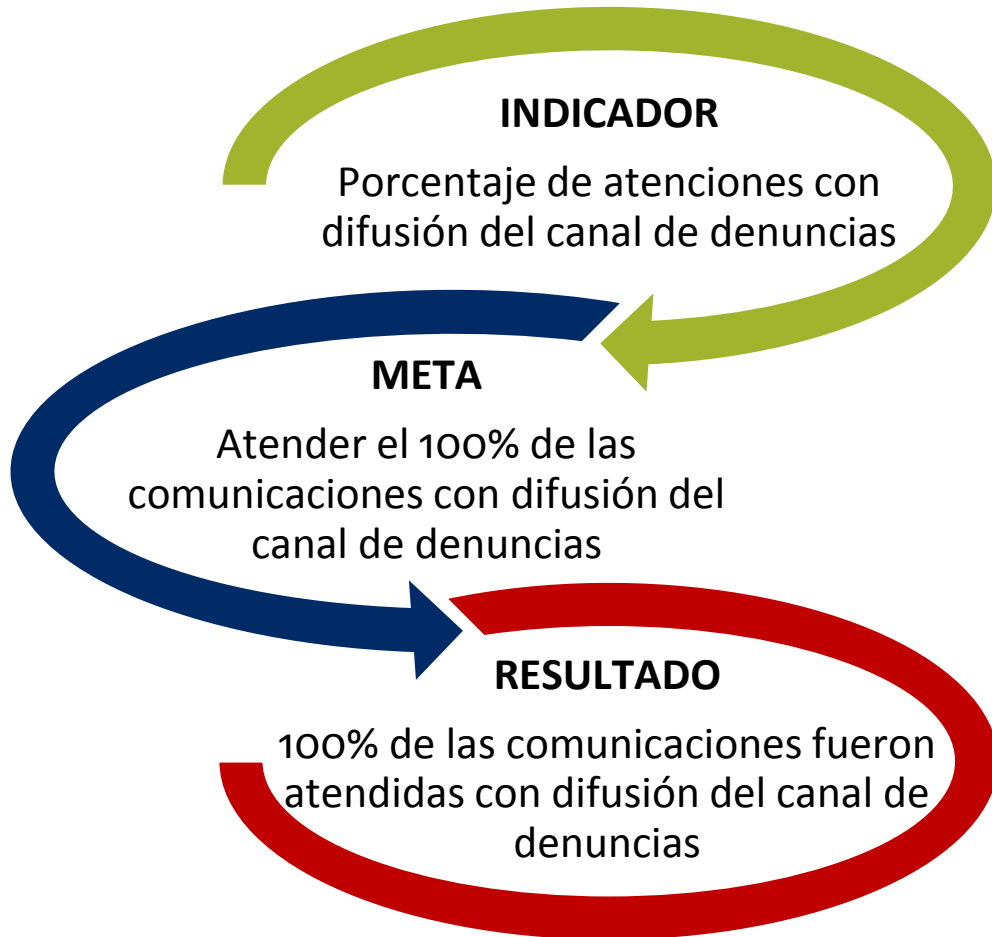 INDICADOR
Porcentaje de atenciones con
difusión del canal de denuncias
META
Atender el 100% de las
comunicaciones con difusión del
canal de denuncias
RESULTADO
100% de las comunicaciones fueron
atendidas con difusión del canal de
denuncias